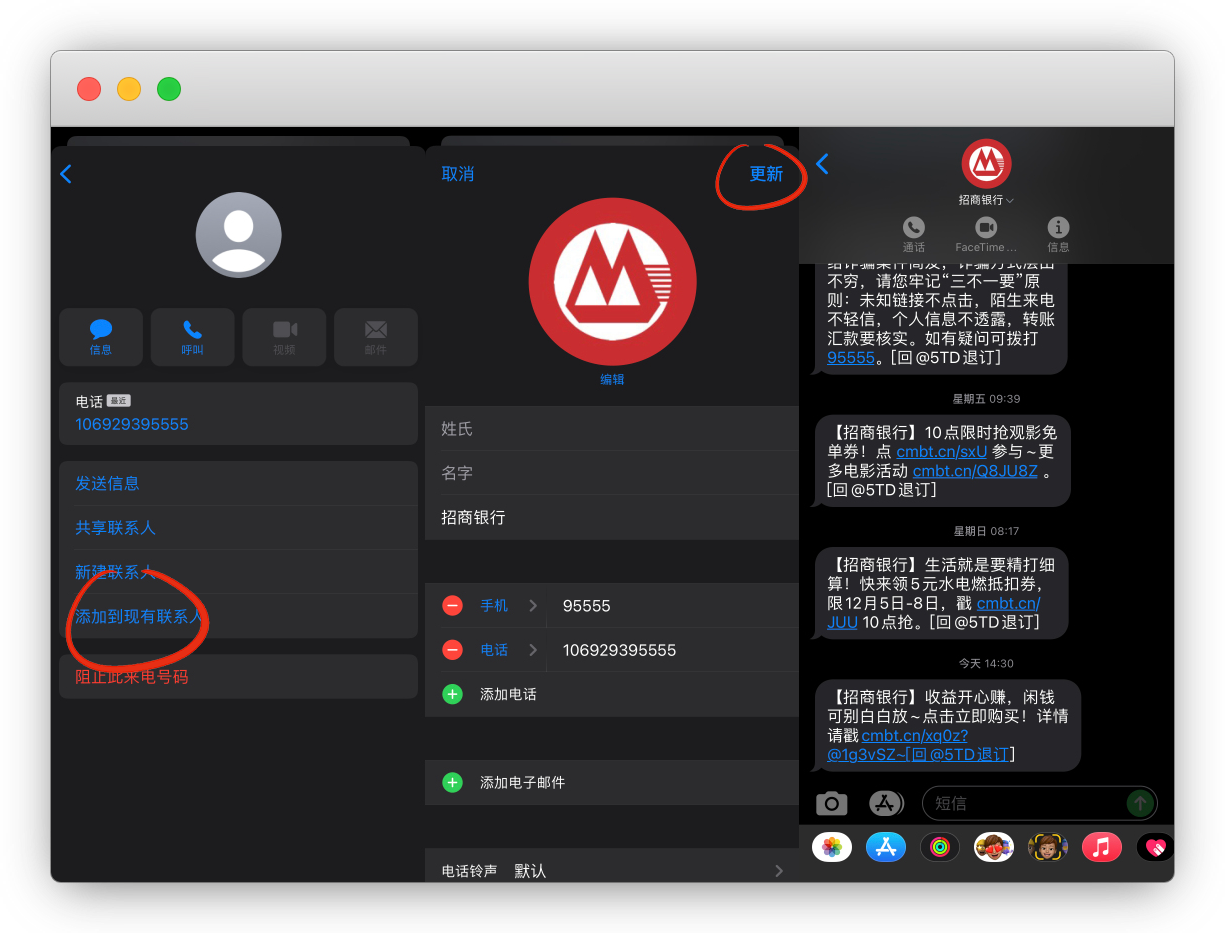 信息
呼叫
视频
邮件
电话 最近
106929395555
发送信息
共享联系人
新建联系人
添加到现有联系人
阻止此来电号码
取消
更新
编辑
姓氏
名字
招商银行
手机
95555
电话
106929395555
添加电话
添加电子邮件
电话铃声 默认
招商银行
通话
FaceTime ...
信息
不穷，请您牢记“三不一要”原
则：未知链接不点击，陌生来电
不轻信，个人信息不透露，转账
汇款要核实。如有疑问可拨打
95555。[回@5TD退订]
星期五 09:39
【招商银行】10点限时抢观影免
单券！点 cmbt.cn/sxU 参与~更
多电影活动 cmbt.cn/Q8JU8Z 。
[回@5TD退订]
星期日 08:17
【招商银行】生活就是要精打细
算！快来领5元水电燃抵扣券，
限12月5日-8日，戳 cmbt.cn/
JUU 10点抢。[回@5TD退订]
今天 14:30
【招商银行】收益开心赚，闲钱
可别白白放~点击立即购买！详情
请戳cmbt.cn/xq0z?
@1g3vSZ~[回@5TD退订]
短信